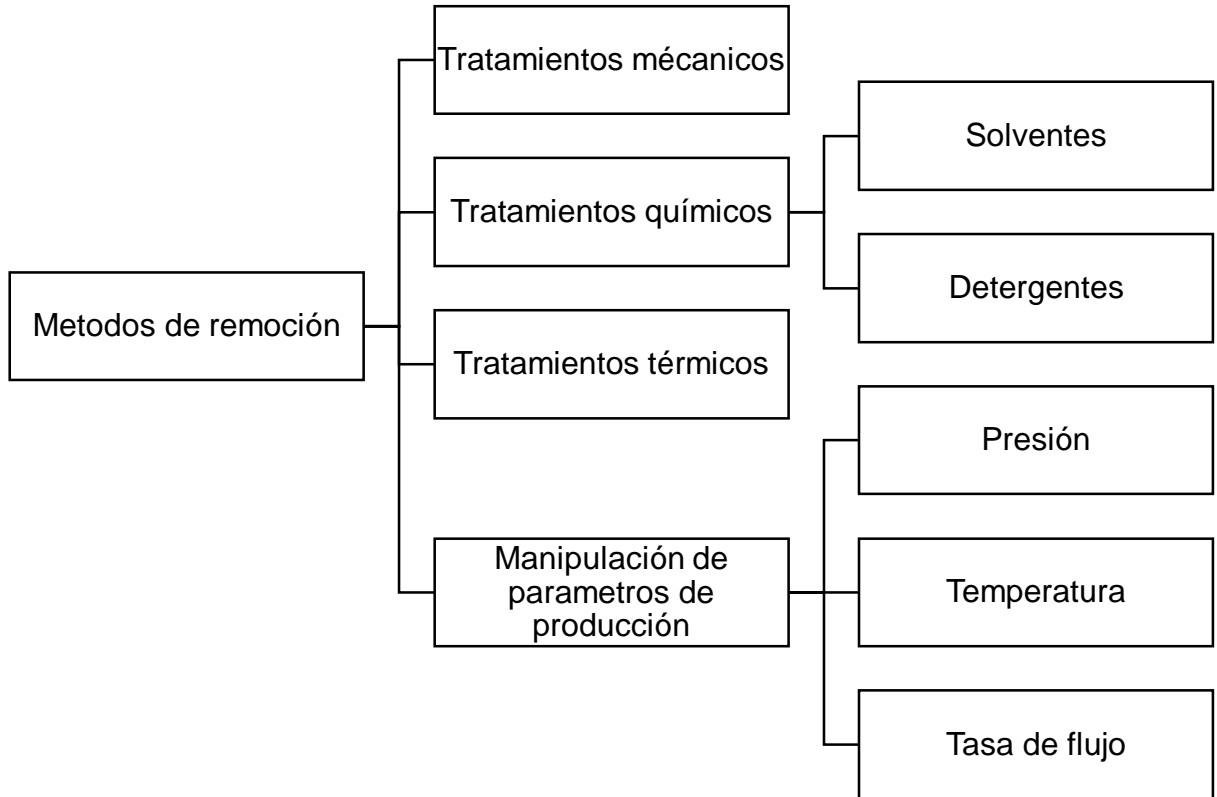 Tratamientos mécanicos
Solventes
Tratamientos químicos
Detergentes
Metodos de remoción
Tratamientos térmicos
Presión
Manipulación de
parametros de
producción
Temperatura
Tasa de flujo